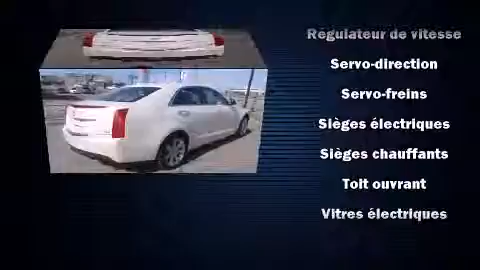 Régulateur de vitesse
Servo-direction
Servo-freins
Sièges électriques
Sièges chauffants
Toit ouvrant
Vitres électriques